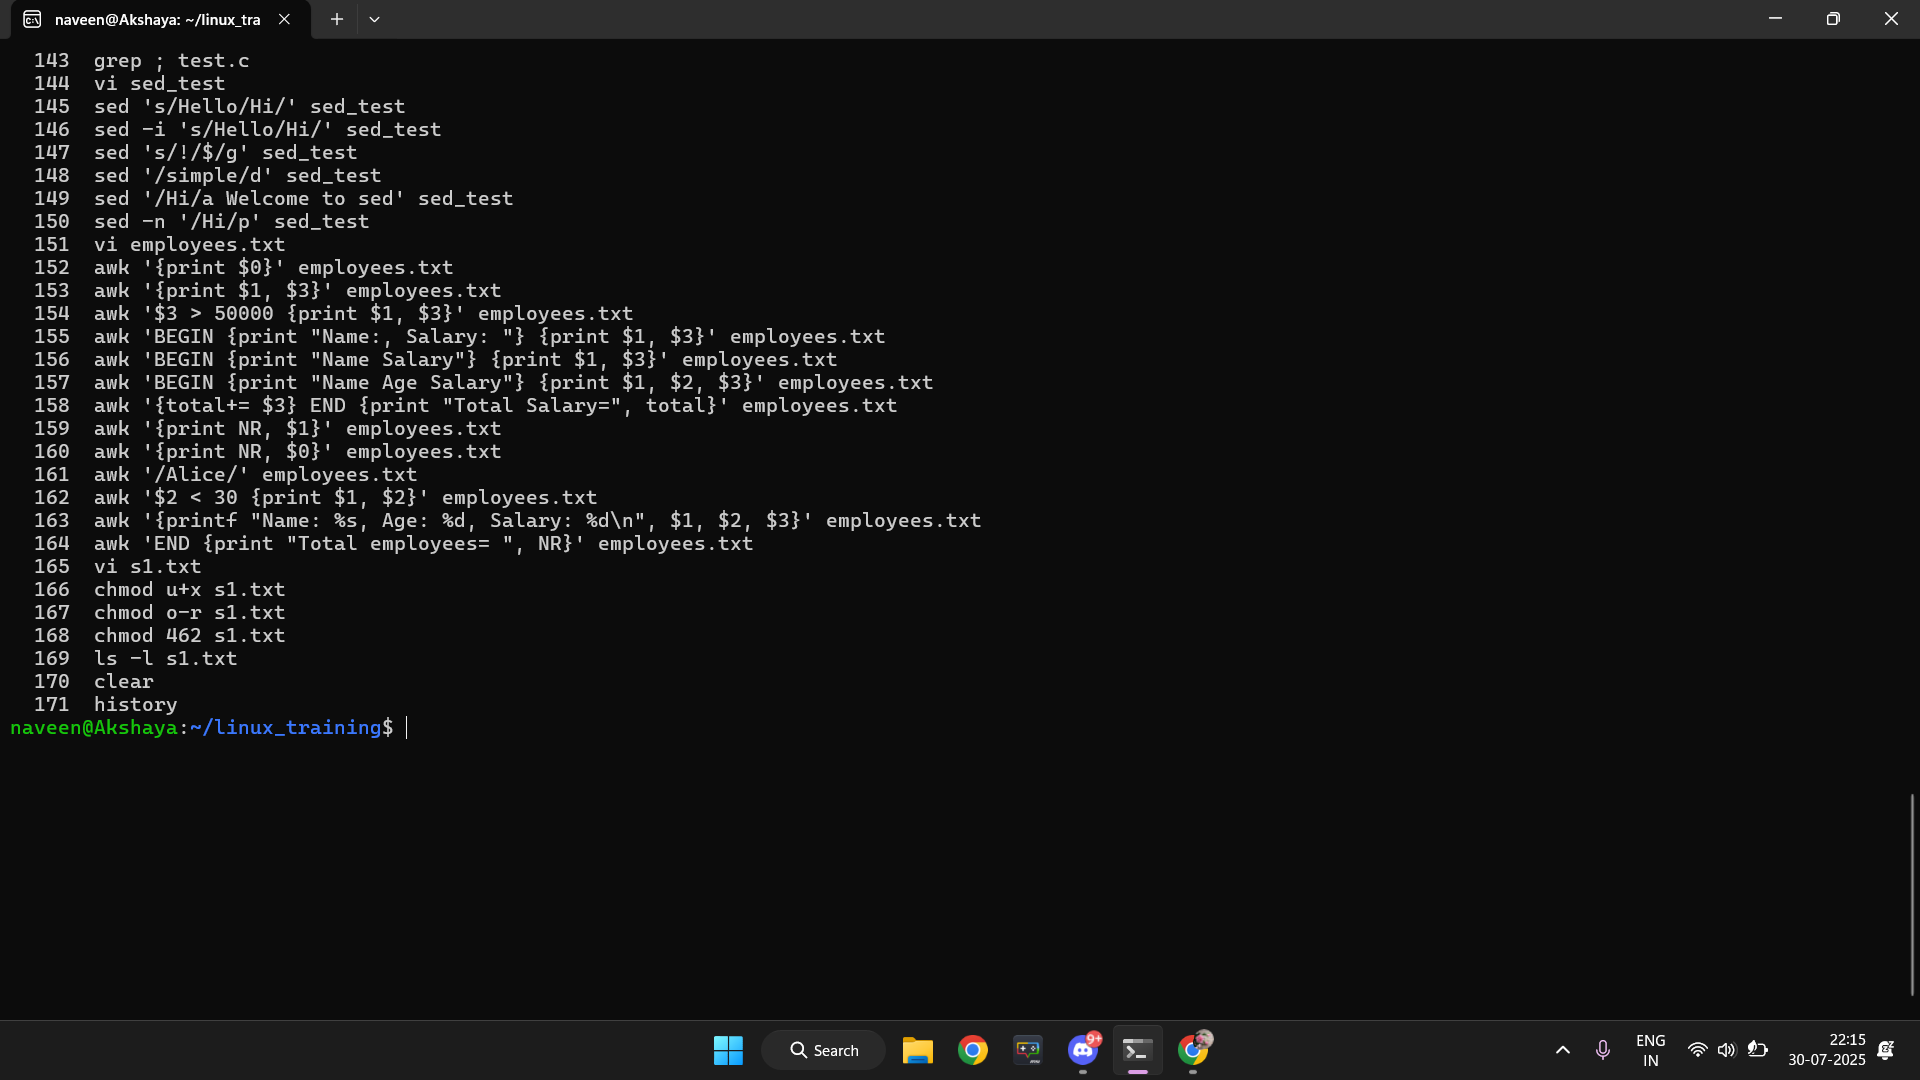 naveen@Akshaya: ~/linux_tra
143 grep ; test.c
144 vi sed_test
145 sed 's/Hello/Hi/' sed_test
146 sed -i 's/Hello/Hi/' sed_test
147 sed 's/!/$/g' sed_test
148 sed '/simple/d' sed_test
149 sed '/Hi/a Welcome to sed' sed_test
150 sed -n '/Hi/p' sed_test
151 vi employees.txt
152 awk '{print $0}' employees.txt
153 awk '{print $1, $3}' employees.txt
154 awk '$3 > 50000 {print $1, $3}' employees.txt
155 awk 'BEGIN {print "Name:, Salary: "} {print $1, $3}' employees.txt
156 awk 'BEGIN {print "Name Salary"} {print $1, $3}' employees.txt
157 awk 'BEGIN {print "Name Age Salary"} {print $1, $2, $3}' employees.txt
158 awk '{total+= $3} END {print "Total Salary=", total}' employees.txt
159 awk '{print NR, $1}' employees.txt
160 awk '{print NR, $0}' employees.txt
161 awk '/Alice/' employees.txt
162 awk '$2 < 30 {print $1, $2}' employees.txt
163 awk '{printf "Name: %s, Age: %d, Salary: %d\n", $1, $2, $3}' employees.txt
164 awk 'END {print "Total employees= ", NR}' employees.txt
165 vi s1.txt
166 chmod u+x s1.txt
167 chmod o-r s1.txt
168 chmod 462 s1.txt
169 ls -l s1.txt
170 clear
171 history
naveen@Akshaya:~/linux_training$
Search
9+
ENG
IN
22:15
30-07-2025